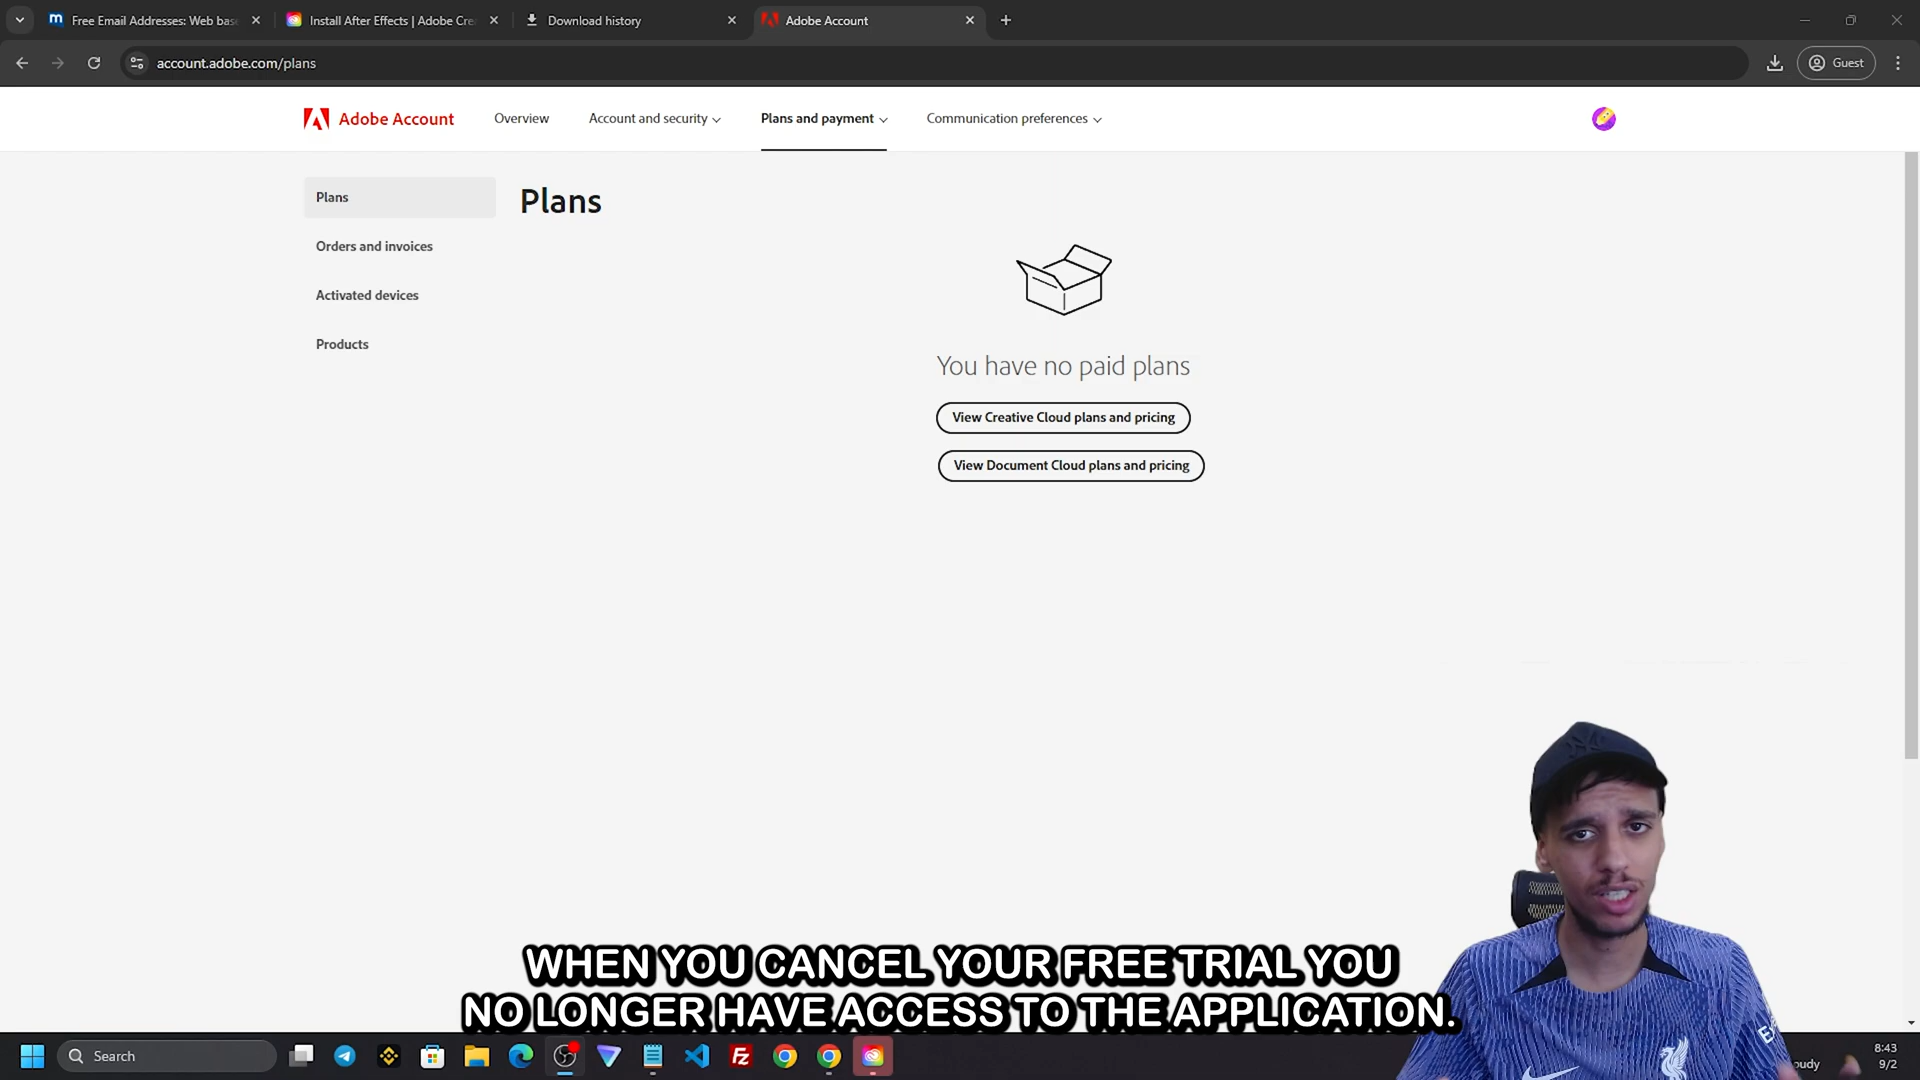 Free Email Addresses: Web bas
Install After Effects | Adobe Cre
Download history
Adobe Account
account.adobe.com/plans
Guest
Adobe Account
Overview
Account and security
Plans and payment
Communication preferences
Plans
Orders and invoices
Activated devices
Products
Plans
You have no paid plans
View Creative Cloud plans and pricing
View Document Cloud plans and pricing
WHEN YOU CANCEL YOUR FREE TRIAL YOU
NO LONGER HAVE ACCESS TO THE APPLICATION.
Search
oudy
8:43
9/2